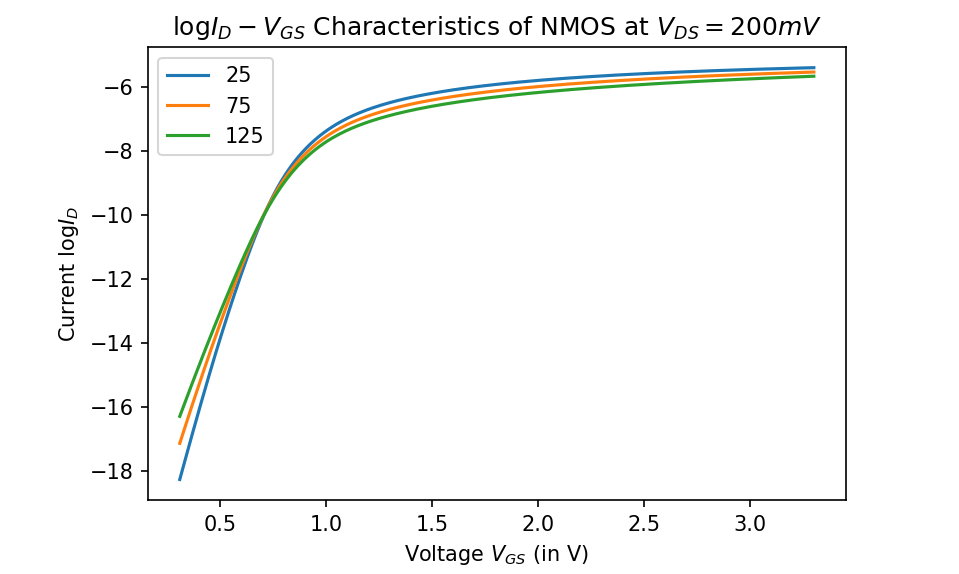 logI_D − V_GS Characteristics of NMOS at V_DS = 200mV
25
75
125
−6
−8
−10
−12
−14
−16
−18
Current logI_D
0.5 1.0 1.5 2.0 2.5 3.0
Voltage V_GS (in V)